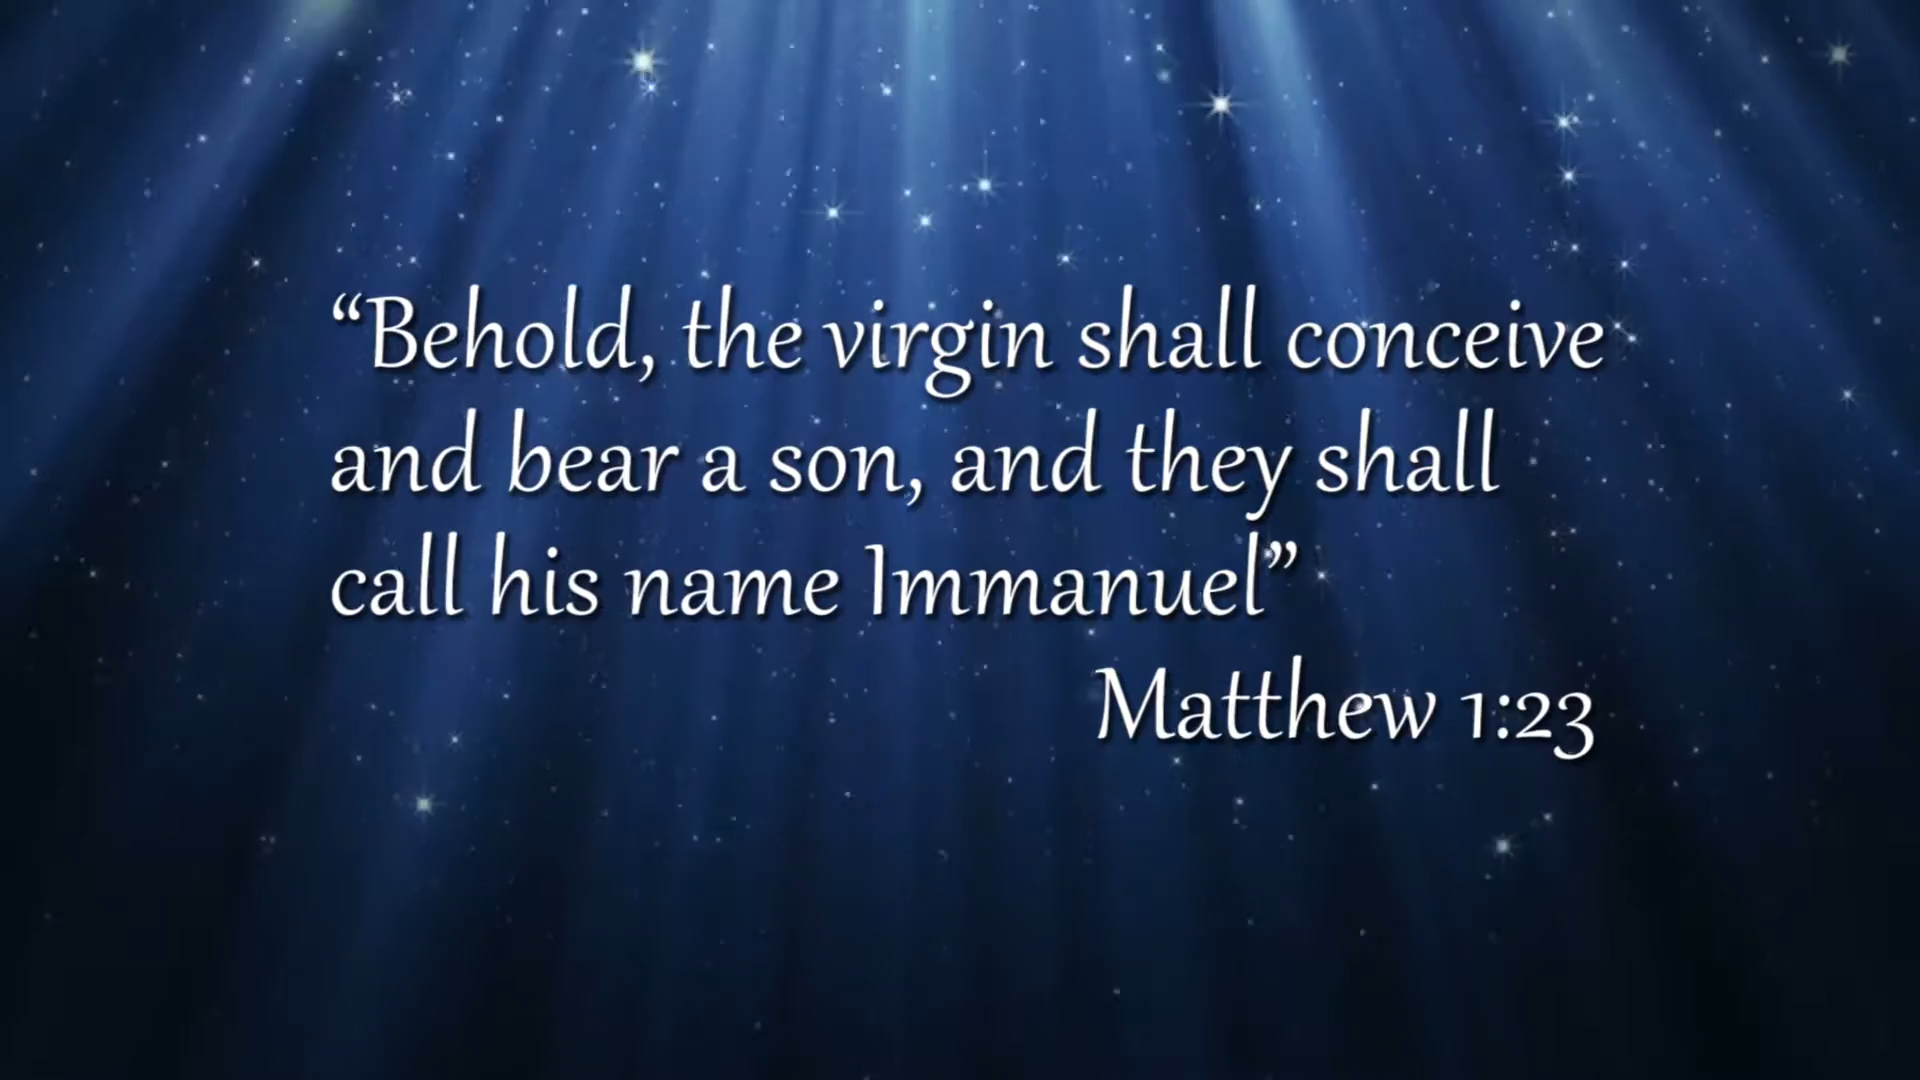 “Behold, the virgin shall conceive
and bear a son, and they shall
call his name Immanuel”
Matthew 1:23